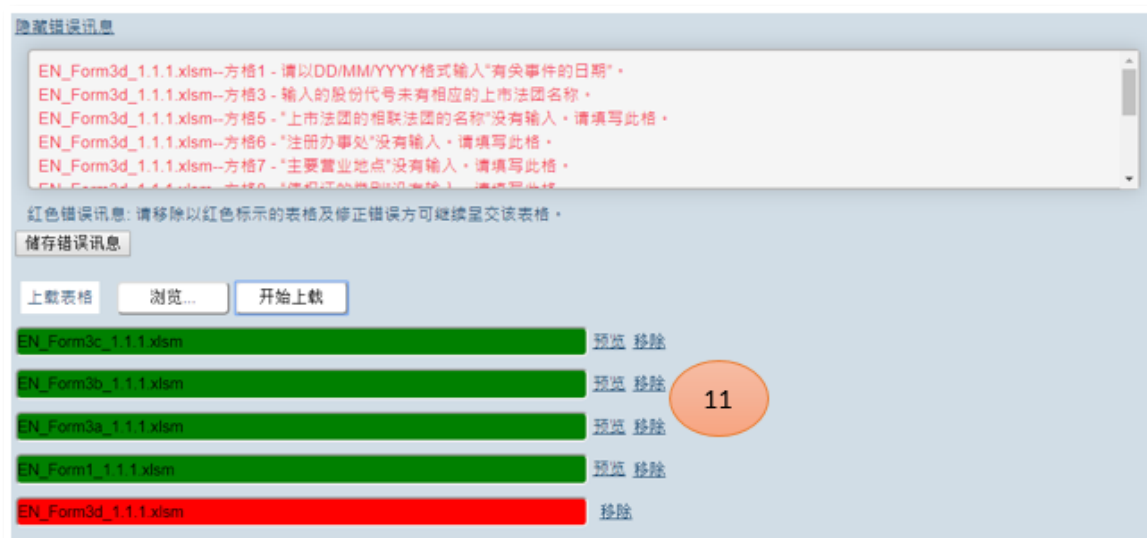 隐藏错误讯息
EN_Form3d_1.1.1.xlsm--方格1 - 请以DD/MM/YYYY格式输入"有关事件的日期"。
EN_Form3d_1.1.1.xlsm--方格3 - 输入的股份代号未有相应的上市法团名称。
EN_Form3d_1.1.1.xlsm--方格5 - "上市法团的相联法团的名称"没有输入。请填写此格。
EN_Form3d_1.1.1.xlsm--方格6 - "注册办事处"没有输入。请填写此格。
EN_Form3d_1.1.1.xlsm--方格7 - "主要营业地点"没有输入。请填写此格。
红色错误讯息: 请移除以红色标示的表格及修正错误方可继续呈交该表格。
储存错误讯息
上载表格 浏览... 开始上载
EN_Form3c_1.1.1.xlsm 预览 移除
EN_Form3b_1.1.1.xlsm 预览 移除
11
EN_Form3a_1.1.1.xlsm 预览 移除
EN_Form1_1.1.1.xlsm 预览 移除
EN_Form3d_1.1.1.xlsm 移除